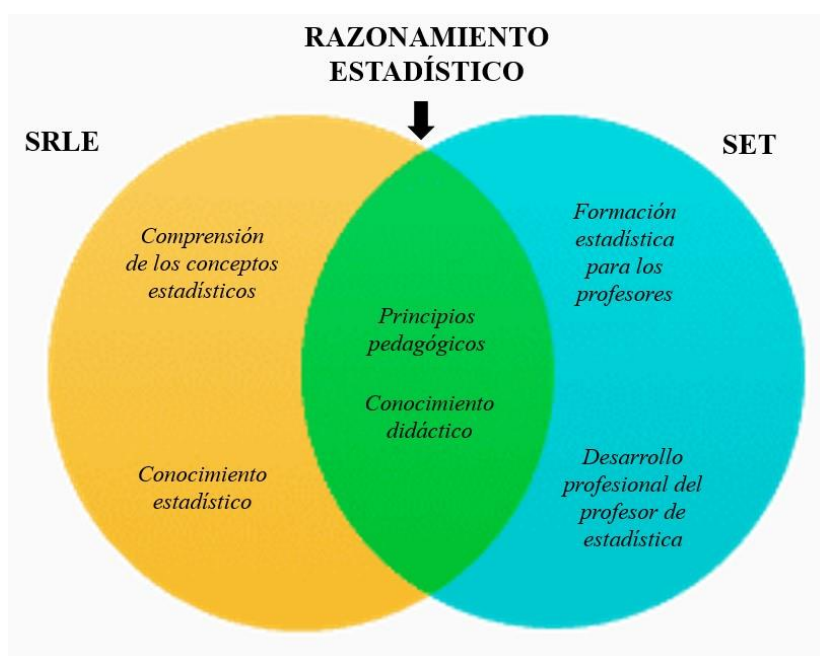 RAZONAMIENTO
ESTADÍSTICO
SRLE
SET
Comprensión
de los conceptos
estadísticos
Conocimiento
estadístico
Principios
pedagógicos
Conocimiento
didáctico
Formación
estadística
para los
profesores
Desarrollo
profesional del
profesor de
estadística